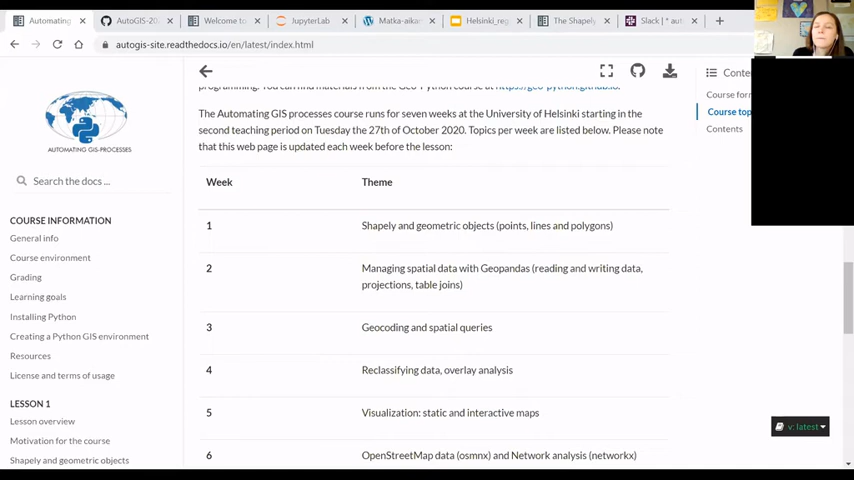 Automating
AutoGIS-202
Welcome to
JupyterLab
Matka-aikar
Helsinki_reg
The Shapely
Slack | * aut
autogis-site.readthedocs.io/en/latest/index.html
AUTOMATING GIS-PROCESSES
Search the docs ...
COURSE INFORMATION
General info
Course environment
Grading
Learning goals
Installing Python
Creating a Python GIS environment
Resources
License and terms of usage
LESSON 1
Lesson overview
Motivation for the course
Shapely and geometric objects
programming. You can find materials from the Geo-Python course at https://geo-python.github.io.
The Automating GIS processes course runs for seven weeks at the University of Helsinki starting in the
second teaching period on Tuesday the 27th of October 2020. Topics per week are listed below. Please note
that this web page is updated each week before the lesson:
Week Theme
1 Shapely and geometric objects (points, lines and polygons)
2 Managing spatial data with Geopandas (reading and writing data,
projections, table joins)
3 Geocoding and spatial queries
4 Reclassifying data, overlay analysis
5 Visualization: static and interactive maps
6 OpenStreetMap data (osmnx) and Network analysis (networkx)
Conte
Course form
Course top
Contents
v: latest